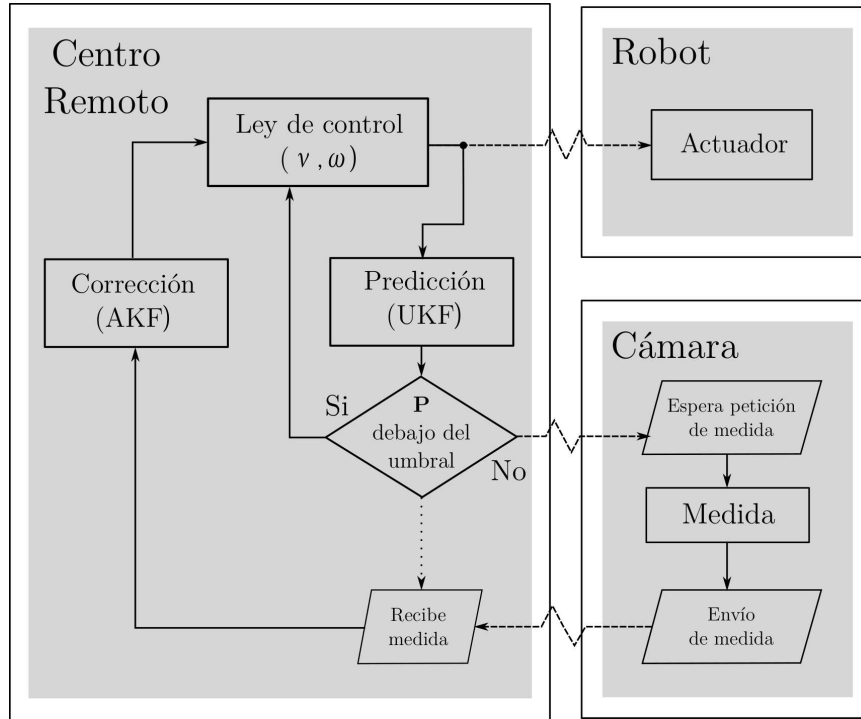 Centro
Remoto
Ley de control
( v , ω)
Corrección
(AKF)
Predicción
(UKF)
Si
P
debajo del
umbral
No
Recibe
medida
Robot
Actuador
Cámara
Espera petición
de medida
Medida
Envío
de medida